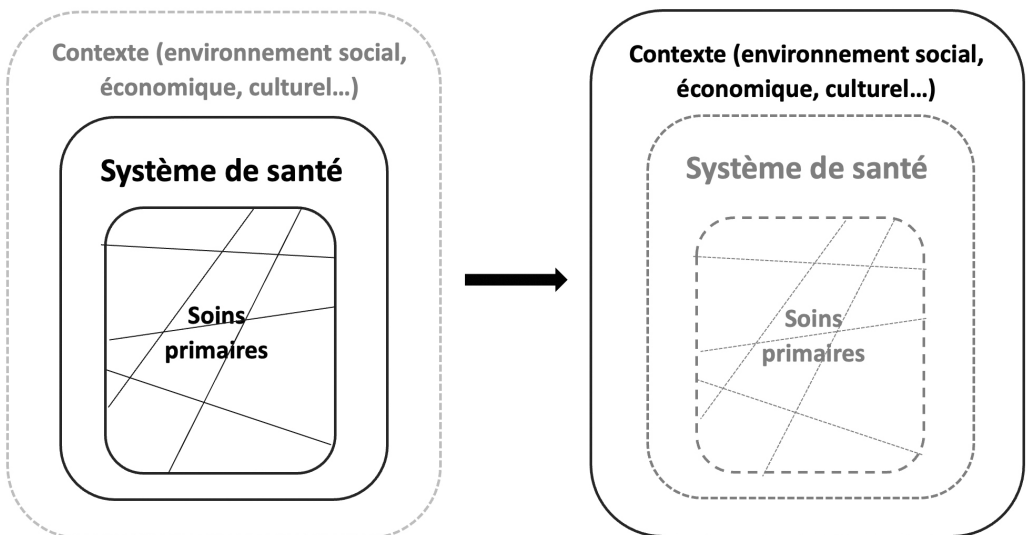 Contexte (environnement social,
économique, culturel…)
Système de santé
Soins
primaires
Contexte (environnement social,
économique, culturel…)
Système de santé
Soins
primaires